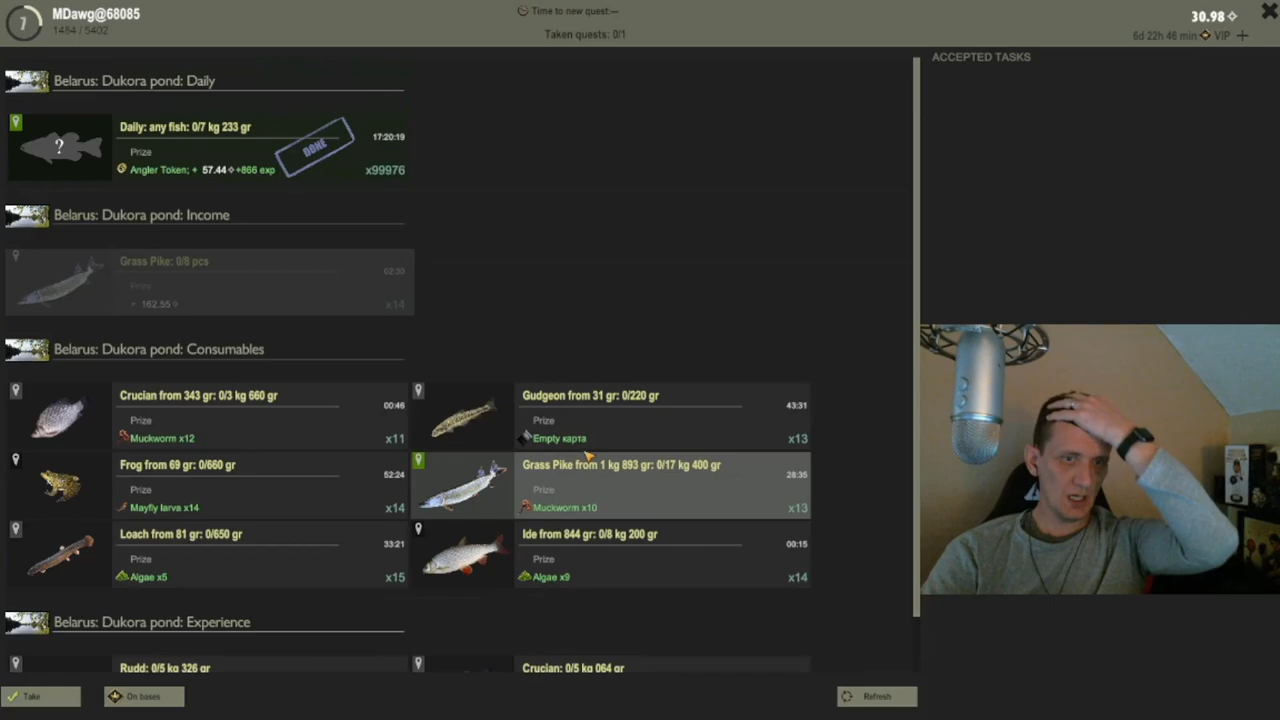 7
MDawg@68085
1484 / 5402
Time to new quest:—
Taken quests: 0/1
30.98
6d 22h 46 min VIP +
ACCEPTED TASKS
Belarus: Dukora pond: Daily
Daily: any fish: 0/7 kg 233 gr
17:20:19
?
Prize
DONE
Angler Token; + 57.44 +866 exp
x99976
Belarus: Dukora pond: Income
Grass Pike: 0/8 pcs
02:30
Prize
+ 162.55
x14
Belarus: Dukora pond: Consumables
Crucian from 343 gr: 0/3 kg 660 gr
00:46
Prize
Muckworm x12
x11
Gudgeon from 31 gr: 0/220 gr
43:31
Prize
Empty карта
x13
Frog from 69 gr: 0/660 gr
52:24
Prize
Mayfly larva x14
x14
Grass Pike from 1 kg 893 gr: 0/17 kg 400 gr
28:35
Prize
Muckworm x10
x13
Loach from 81 gr: 0/650 gr
33:21
Prize
Algae x5
x15
Ide from 844 gr: 0/8 kg 200 gr
00:15
Prize
Algae x9
x14
Belarus: Dukora pond: Experience
Rudd: 0/5 kg 326 gr
Crucian: 0/5 kg 064 gr
Take
On bases
Refresh